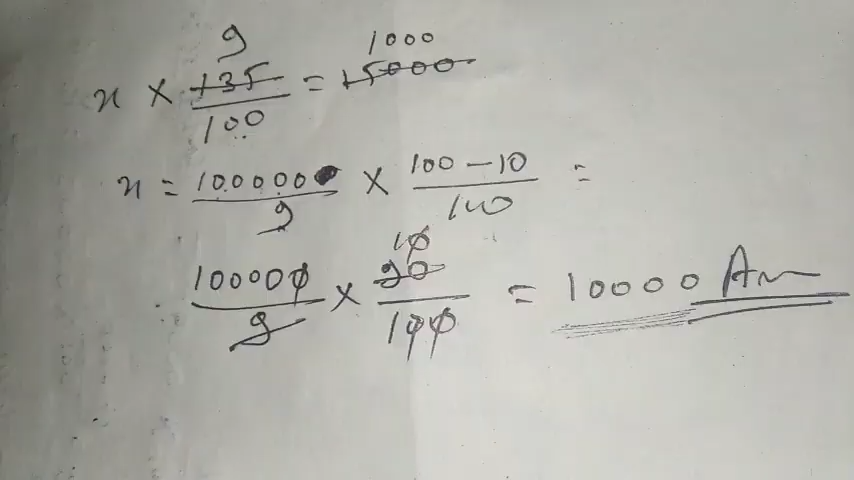 9 1000
x × 135/100 = 15000
x = 100000/9 × 100-10/100 =
10
100000/9 × 90/100 = 10000 An